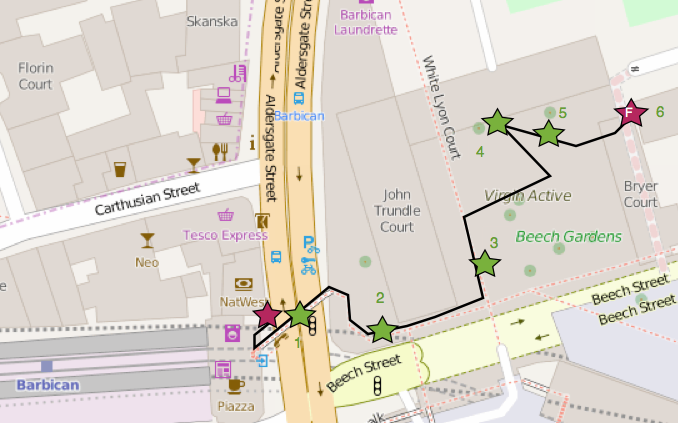 Skanska
Aldersgate Street
Barbican
Laundrette
Florin
Court
White Lyon Court
Barbican
5
F
6
i
4
Aldersgate Street
Carthusian Street
Virgin Active
John
Trundle
Court
Bryer
Court
Tesco Express
P
Beech Gardens
3
Neo
NatWest
2
Beech Street
Beech Street
1
Beech Street
Barbican
Piazza